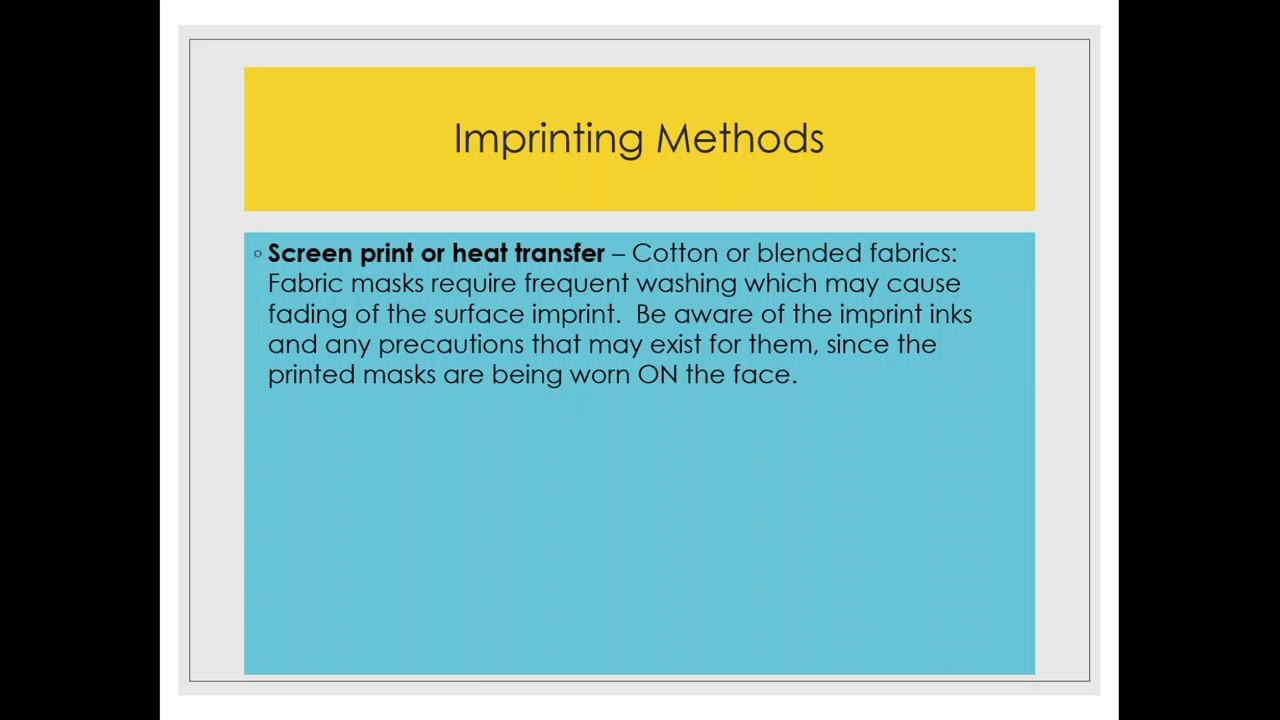 Imprinting Methods
◦ Screen print or heat transfer – Cotton or blended fabrics:
Fabric masks require frequent washing which may cause
fading of the surface imprint.  Be aware of the imprint inks
and any precautions that may exist for them, since the
printed masks are being worn ON the face.